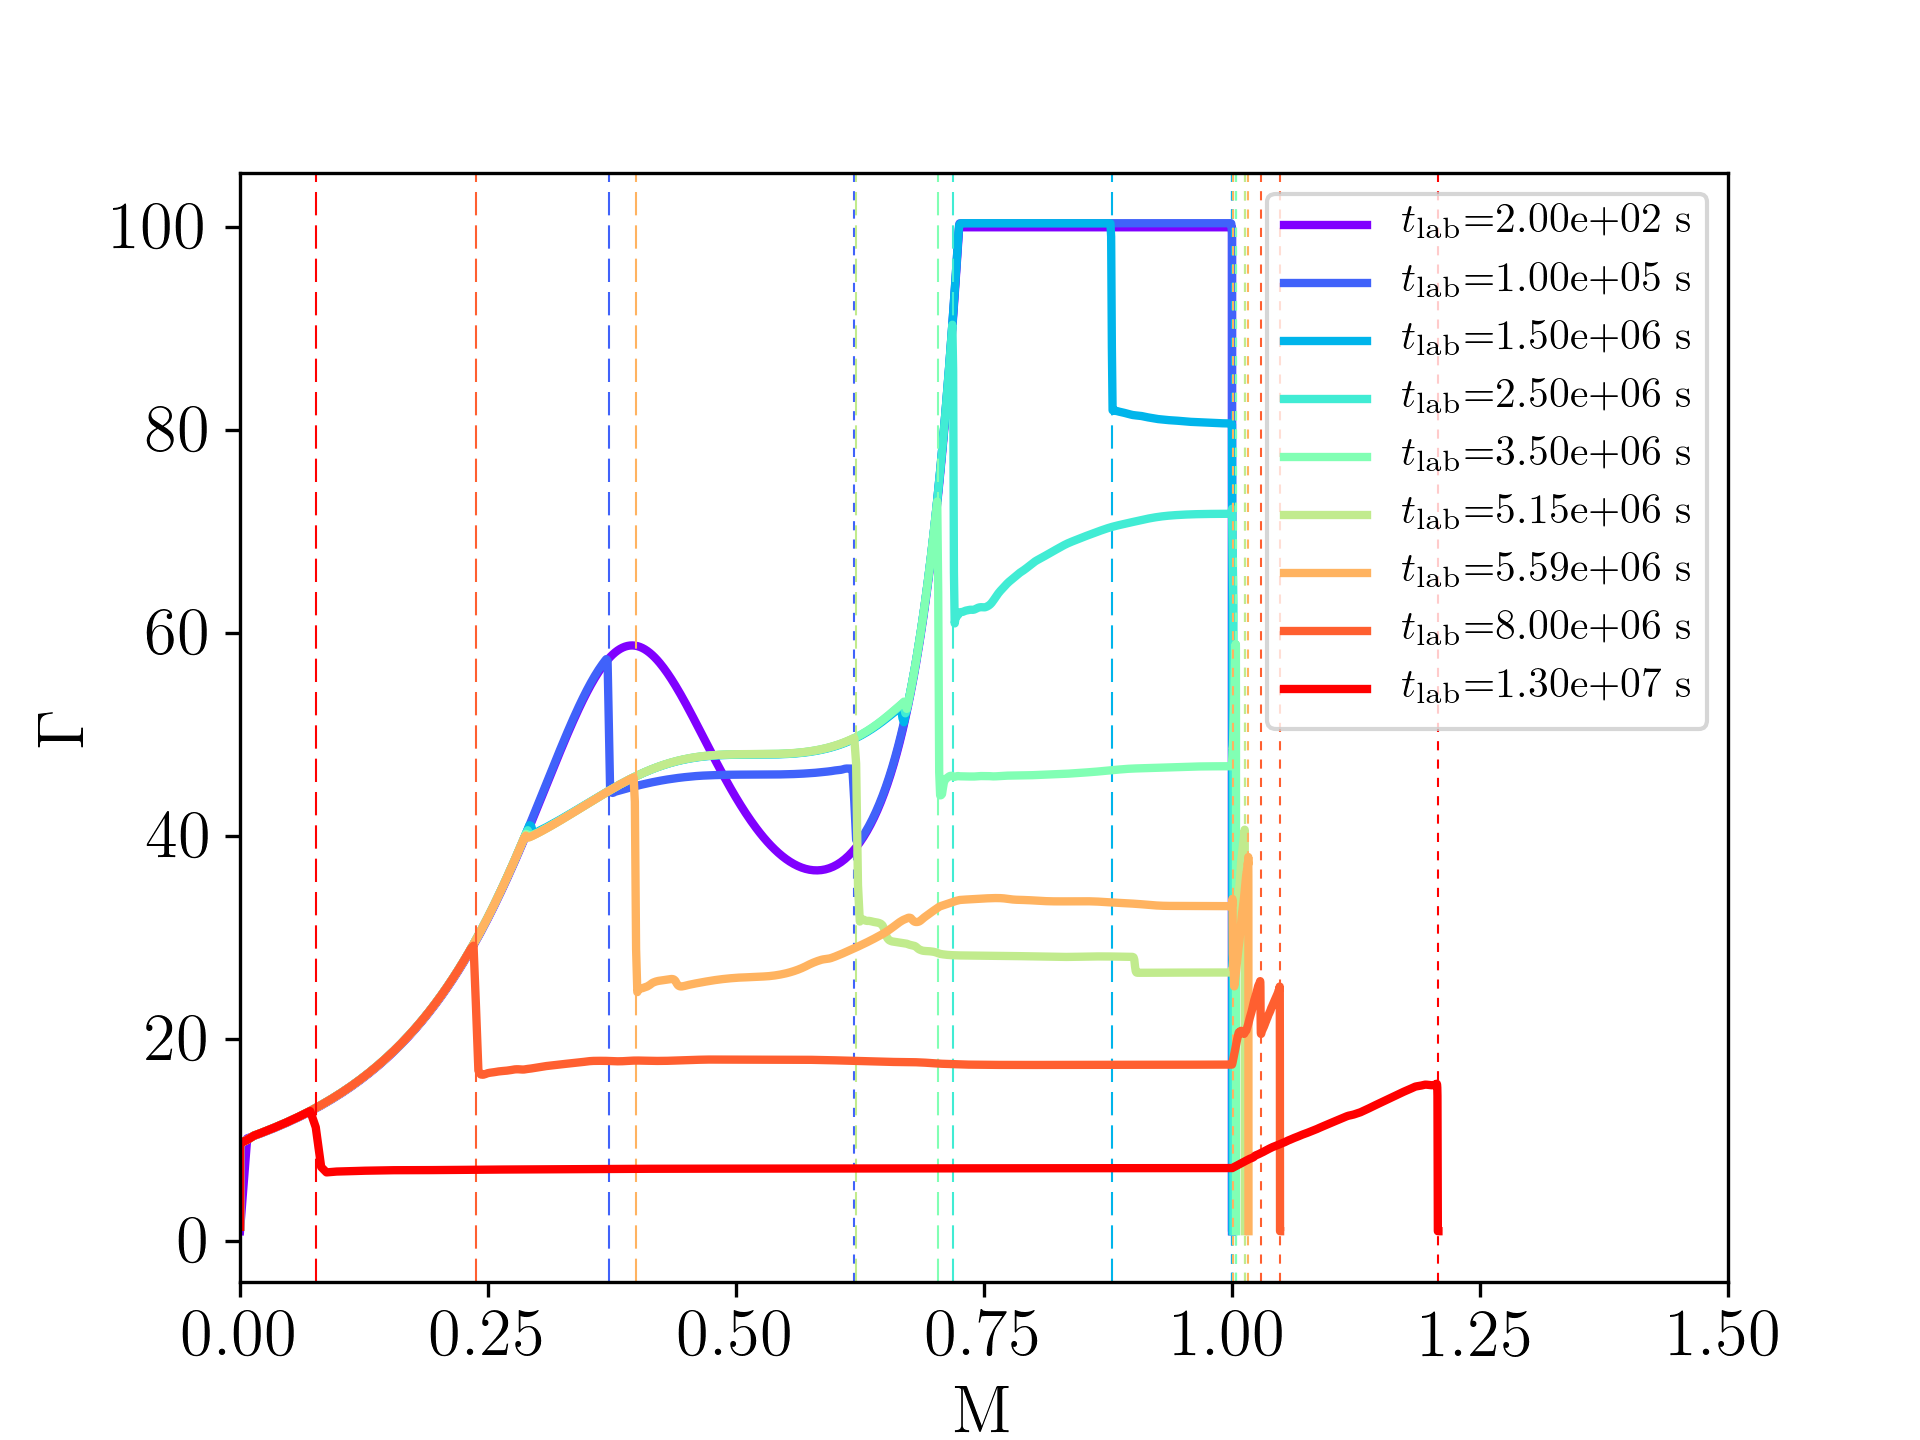 100
80
60
40
20
0
Γ
0.00 0.25 0.50 0.75 1.00 1.25 1.50
M
t_lab=2.00e+02 s
t_lab=1.00e+05 s
t_lab=1.50e+06 s
t_lab=2.50e+06 s
t_lab=3.50e+06 s
t_lab=5.15e+06 s
t_lab=5.59e+06 s
t_lab=8.00e+06 s
t_lab=1.30e+07 s